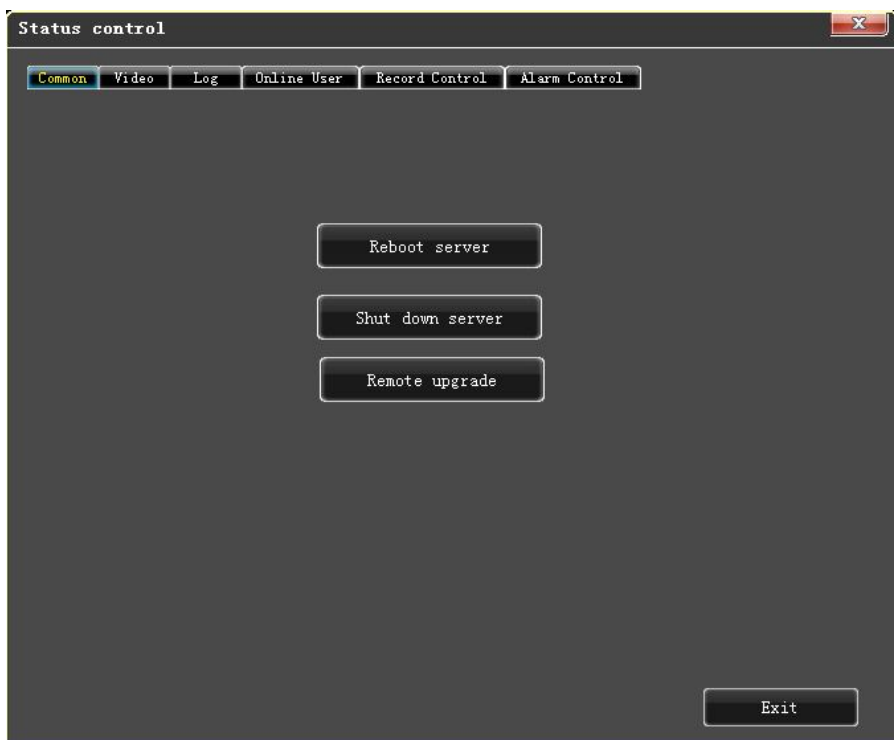 Status control
X
Common Video Log Online User Record Control Alarm Control
Reboot server
Shut down server
Remote upgrade
Exit